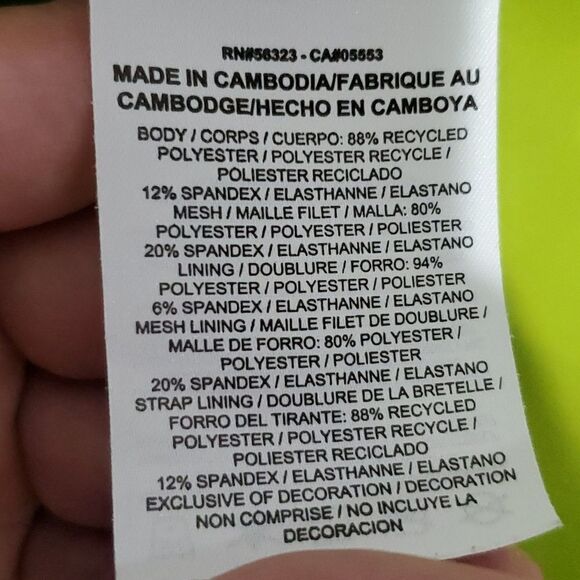 RN#56323 - CA#05553
MADE IN CAMBODIA/FABRIQUE AU
CAMBODGE/HECHO EN CAMBOYA
BODY / CORPS / CUERPO: 88% RECYCLED
POLYESTER / POLYESTER RECYCLE /
POLIESTER RECICLADO
12% SPANDEX / ELASTHANNE / ELASTANO
MESH / MAILLE FILET / MALLA: 80%
POLYESTER / POLYESTER / POLIESTER
20% SPANDEX / ELASTHANNE / ELASTANO
LINING / DOUBLURE / FORRO: 94%
POLYESTER / POLYESTER / POLIESTER
6% SPANDEX / ELASTHANNE / ELASTANO
MESH LINING / MAILLE FILET DE DOUBLURE /
MALLE DE FORRO: 80% POLYESTER /
POLYESTER / POLIESTER
20% SPANDEX / ELASTHANNE / ELASTANO
STRAP LINING / DOUBLURE DE LA BRETELLE /
FORRO DEL TIRANTE: 88% RECYCLED
POLYESTER / POLYESTER RECYCLE /
POLIESTER RECICLADO
12% SPANDEX / ELASTHANNE / ELASTANO
EXCLUSIVE OF DECORATION / DECORATION
NON COMPRISE / NO INCLUYE LA
DECORACION